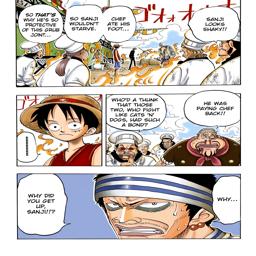 SANJI
LOOKS
SHAKY!!
CHEF
ATE HIS
FOOT...
SO SANJI
WOULDN'T
STARVE.
SO THAT'S
WHY HE'S SO
PROTECTIVE
OF THIS GRUB
JOINT...
HE WAS
PAYING CHEF
BACK!!
WHO'D A THUNK
THAT THOSE
TWO, WHO
FIGHT LIKE
CATS 'N'
DOGS, HAD SUCH
A BOND?
WHY...
WHY DID
YOU GET
UP,
SANJI!!?